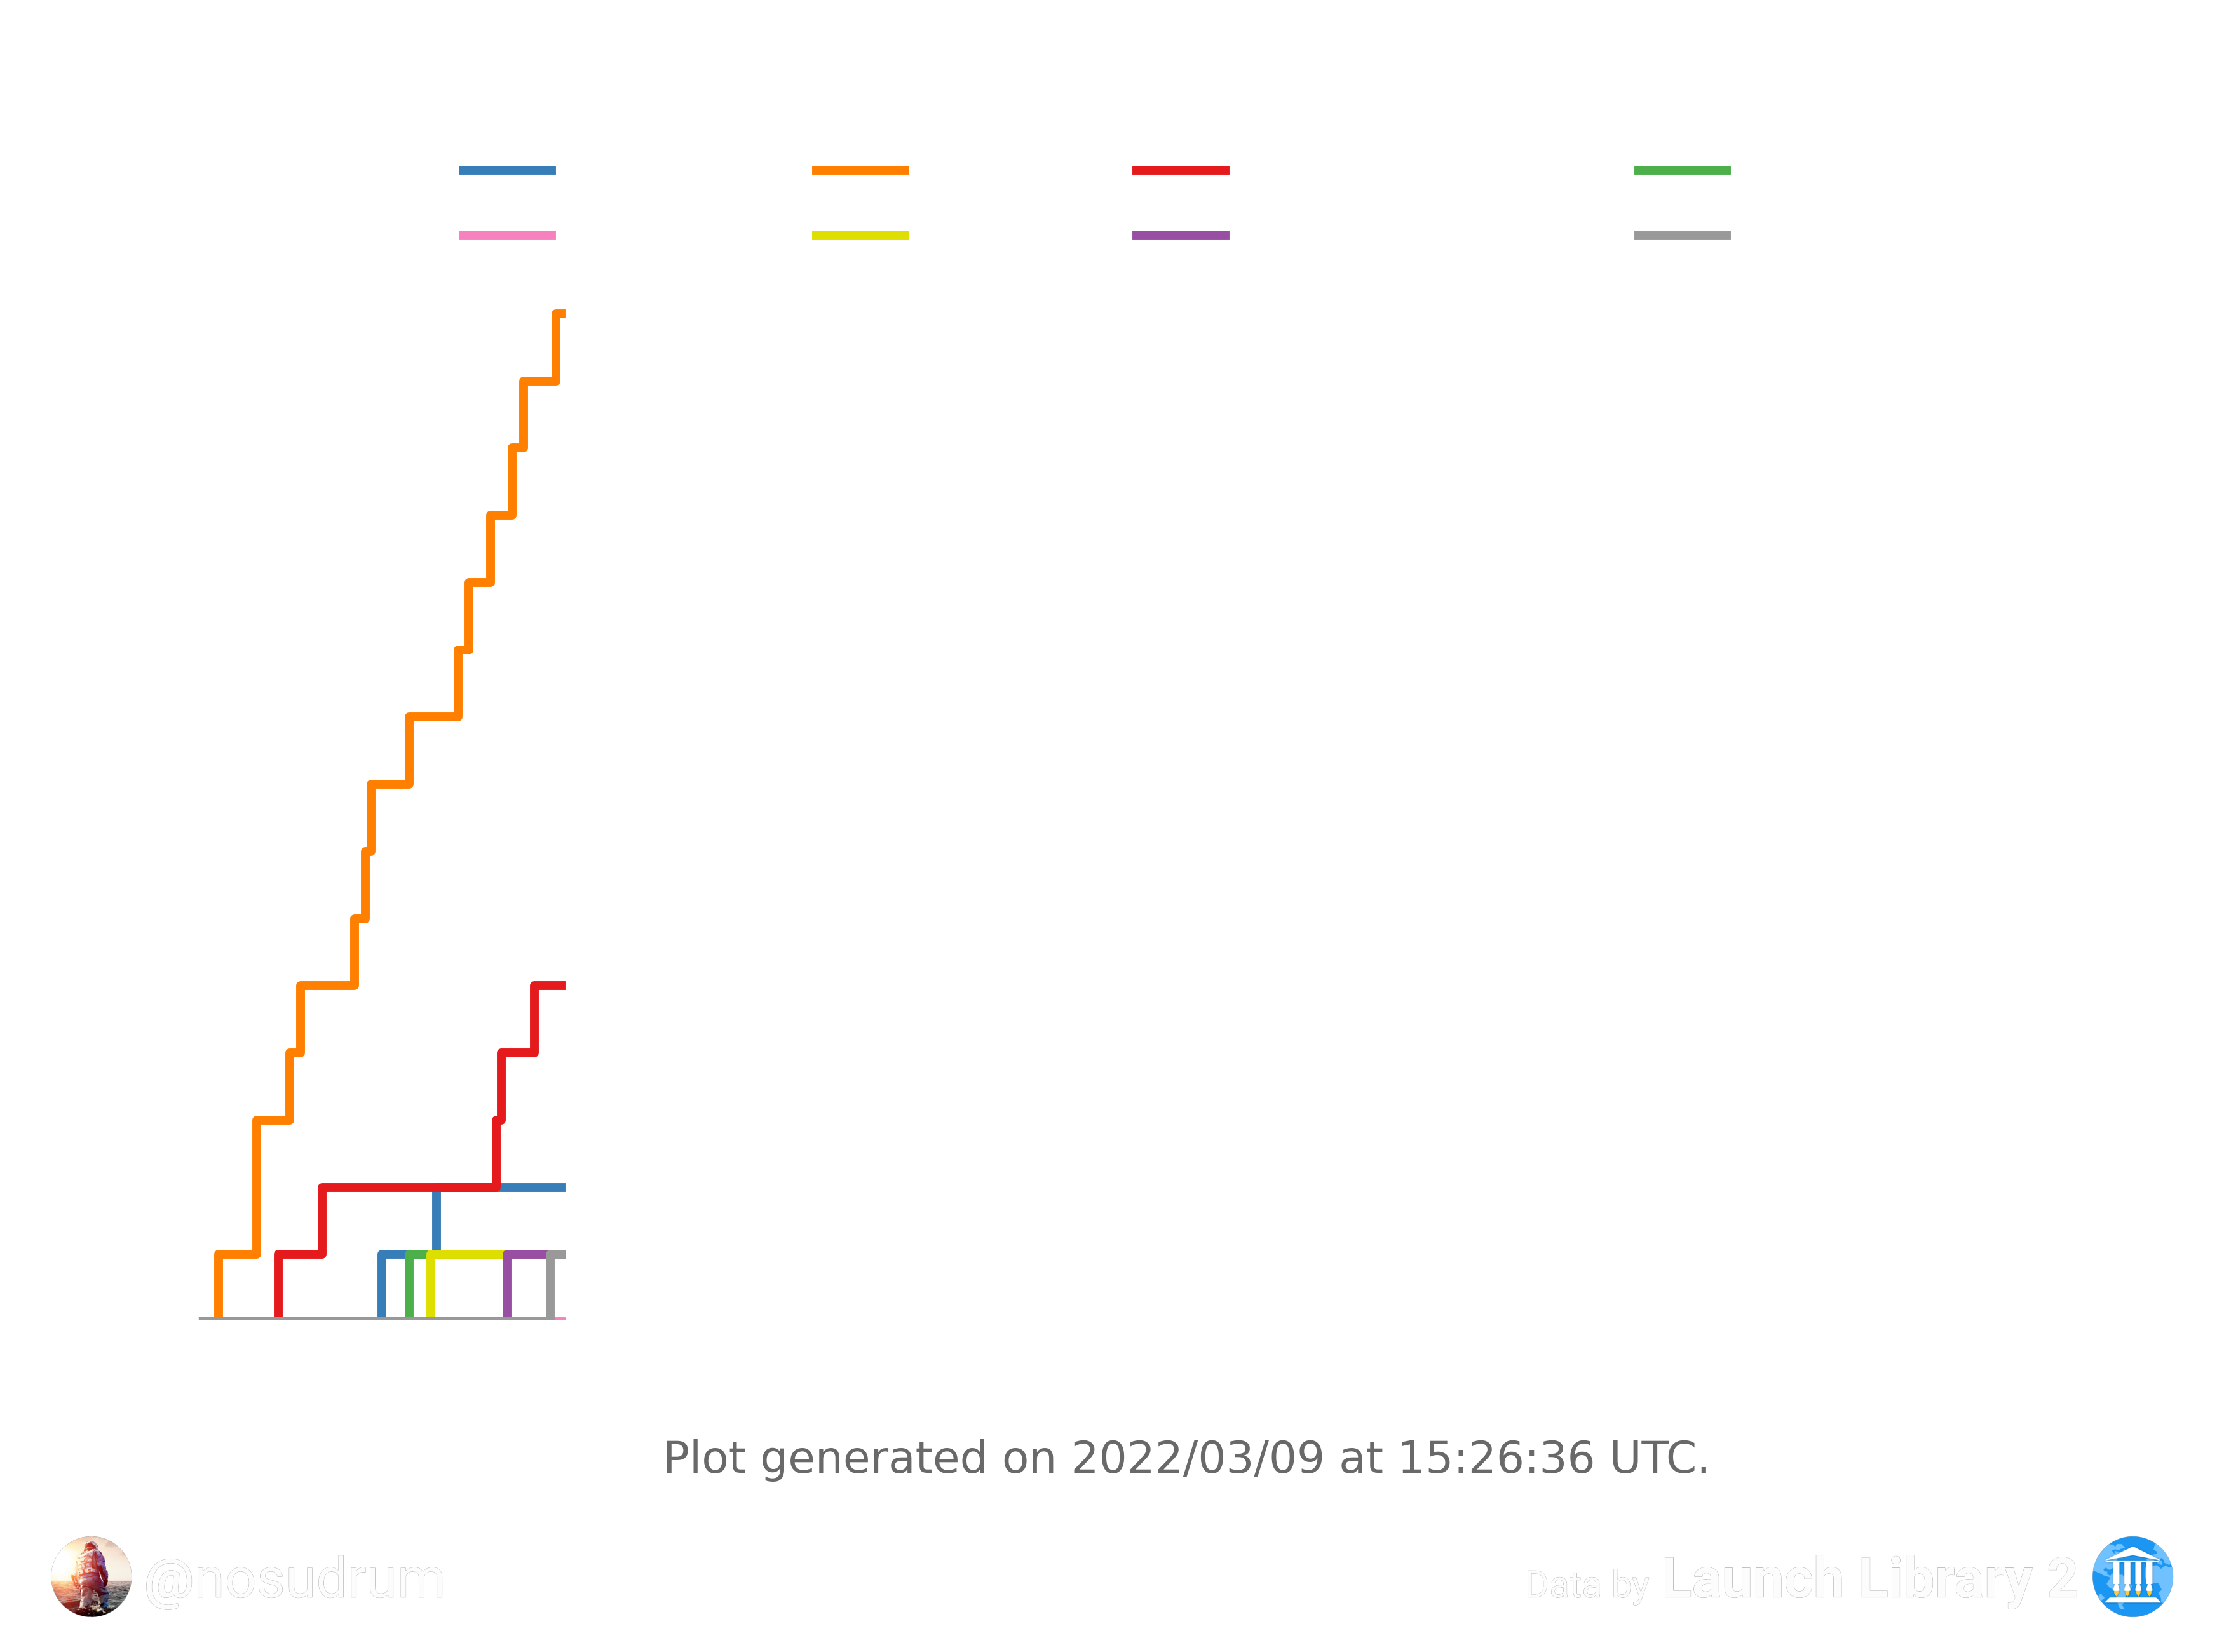 Plot generated on 2022/03/09 at 15:26:36 UTC.
@nosudrum
Data by Launch Library 2